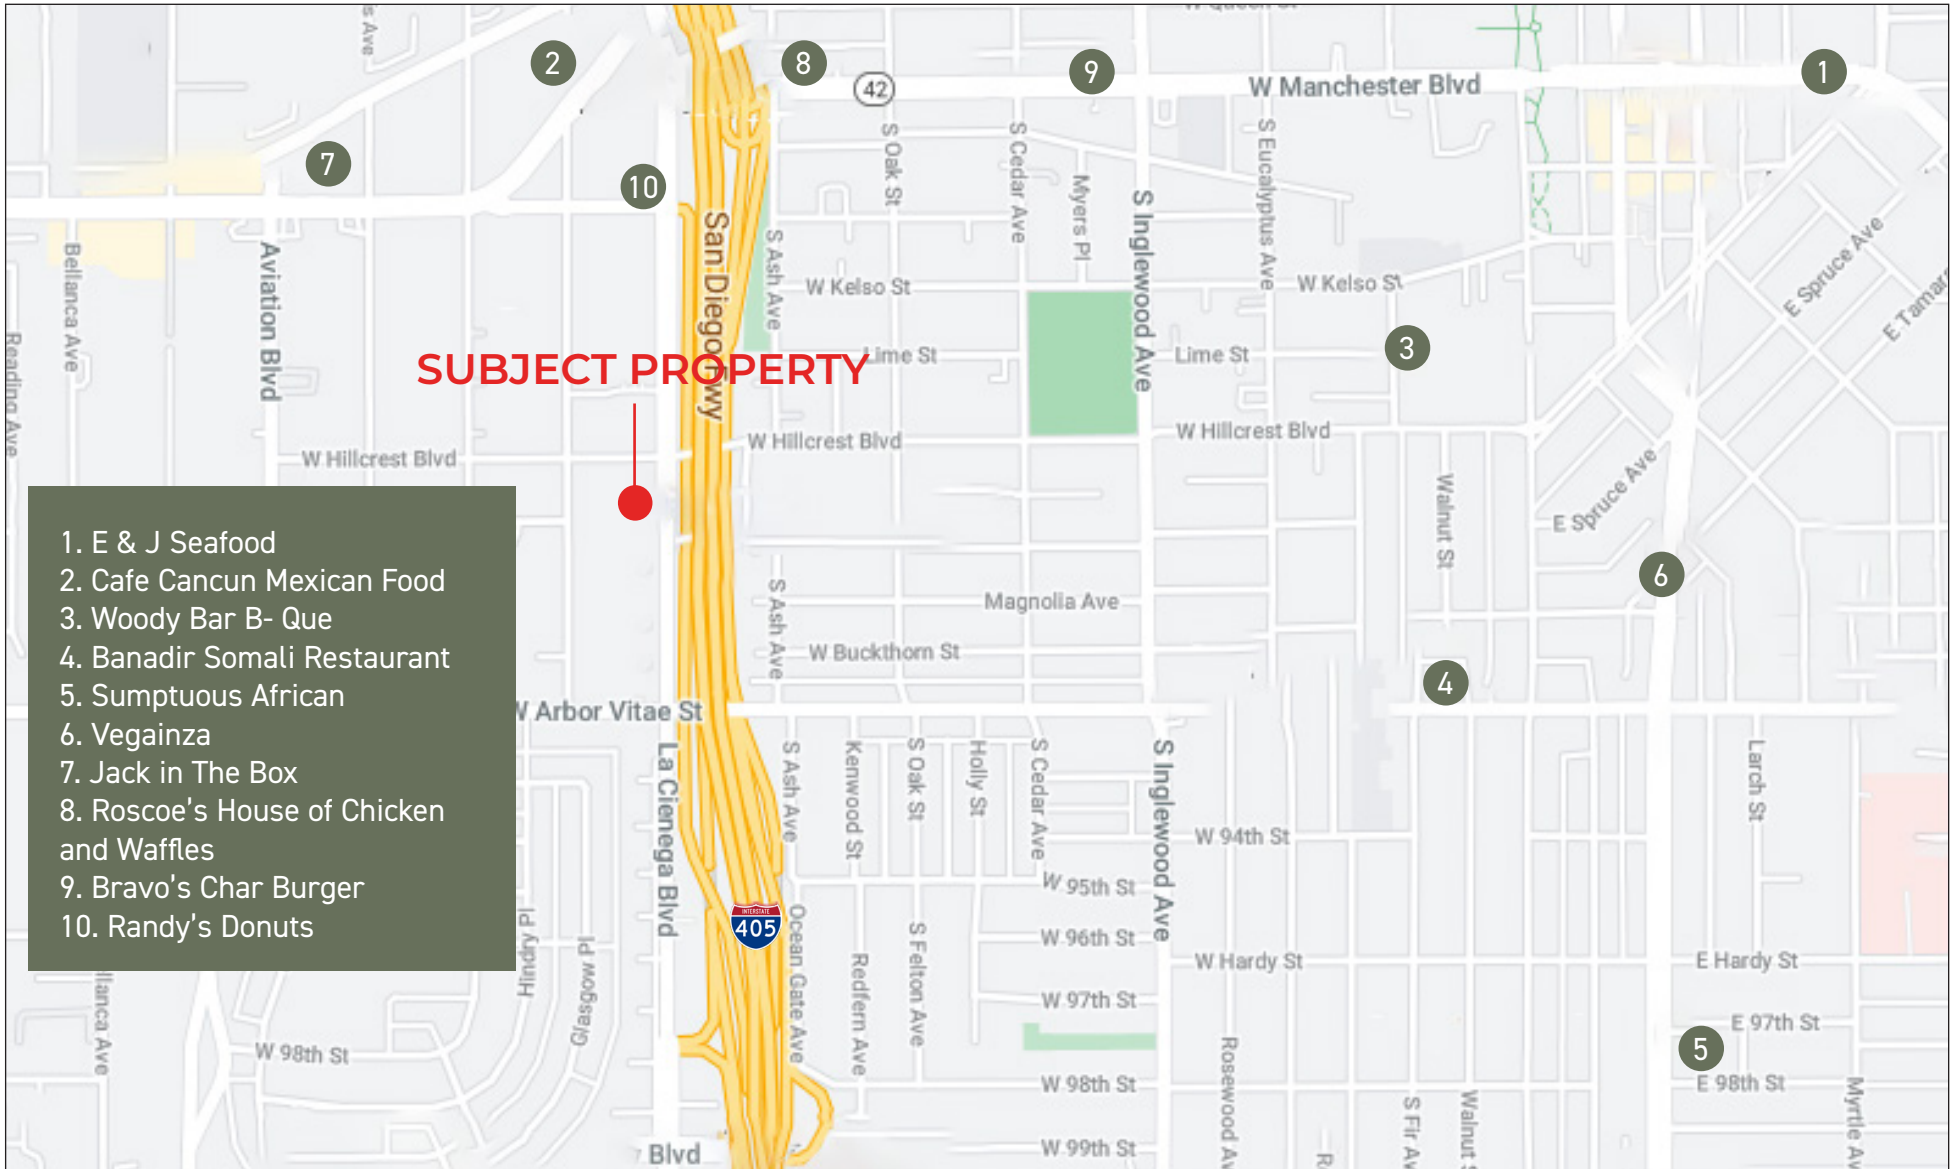 W Queen St
s Ave
2
8
9
1
42
W Manchester Blvd
7
10
S Oak St
S Cedar Ave
Myers Pl
S Eucalyptus Ave
S Inglewood Ave
Bellanca Ave
Aviation Blvd
Reading Ave
San Diego Fwy
S Ash Ave
W Kelso St
W Kelso St
E Spruce Ave
E Tamar
SUBJECT PROPERTY
Lime St
Lime St
3
W Hillcrest Blvd
W Hillcrest Blvd
W Hillcrest Blvd
Walnut St
E Spruce Ave
6
1. E & J Seafood
2. Cafe Cancun Mexican Food
3. Woody Bar B- Que
4. Banadir Somali Restaurant
5. Sumptuous African
6. Vegainza
7. Jack in The Box
8. Roscoe's House of Chicken
and Waffles
9. Bravo's Char Burger
10. Randy's Donuts
S Ash Ave
Magnolia Ave
W Buckthorn St
4
W Arbor Vitae St
La Cienega Blvd
S Ash Ave
Kenwood St
S Oak St
Holly St
S Cedar Ave
S Inglewood Ave
Larch St
W 94th St
W 95th St
INTERSTATE
405
Hindry Pl
Glasgow Pl
Ocean Gate Ave
Redfern Ave
S Felton Ave
W 96th St
W Hardy St
E Hardy St
llanca Ave
W 97th St
E 97th St
5
W 98th St
W 98th St
E 98th St
Rosewood Av
S Fir Av
Walnut S
Myrtle A
W 99th St
R
Blvd